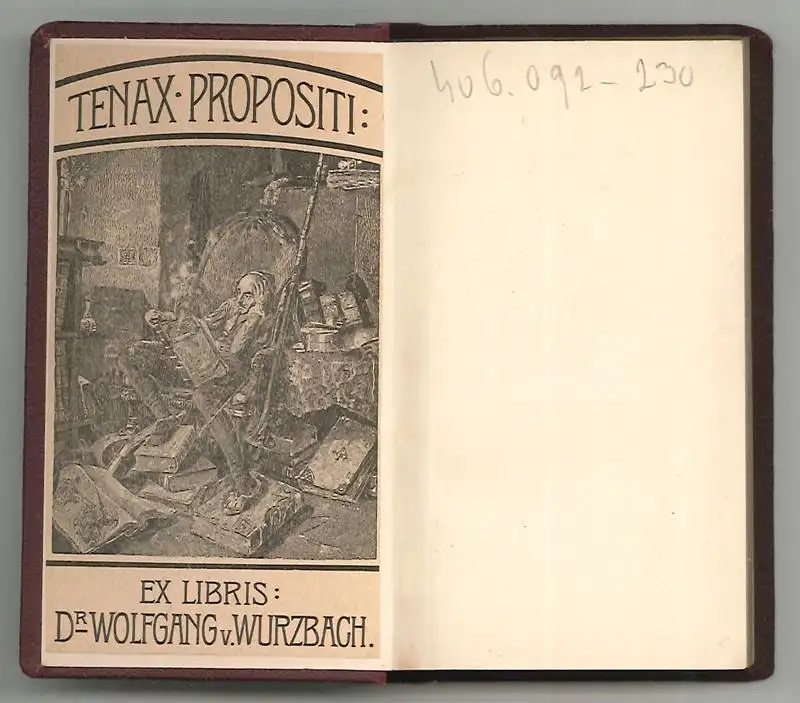 TENAX · PROPOSITI:
406.092-230
EX LIBRIS:
DR WOLFGANG v. WURZBACH.